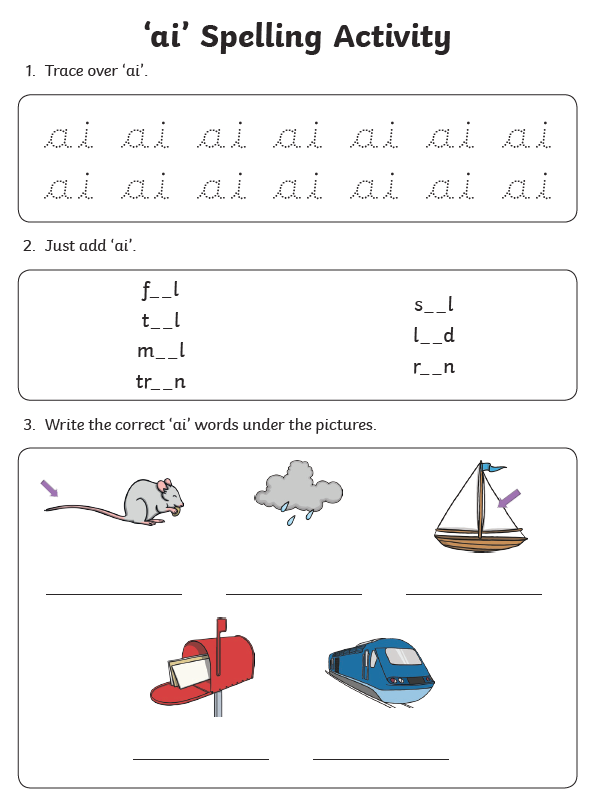 ‘ai’ Spelling Activity
1. Trace over ‘ai’.
ai ai ai ai ai ai ai
ai ai ai ai ai ai ai
2. Just add ‘ai’.
f__l
t__l
m__l
tr__n
s__l
l__d
r__n
3. Write the correct ‘ai’ words under the pictures.